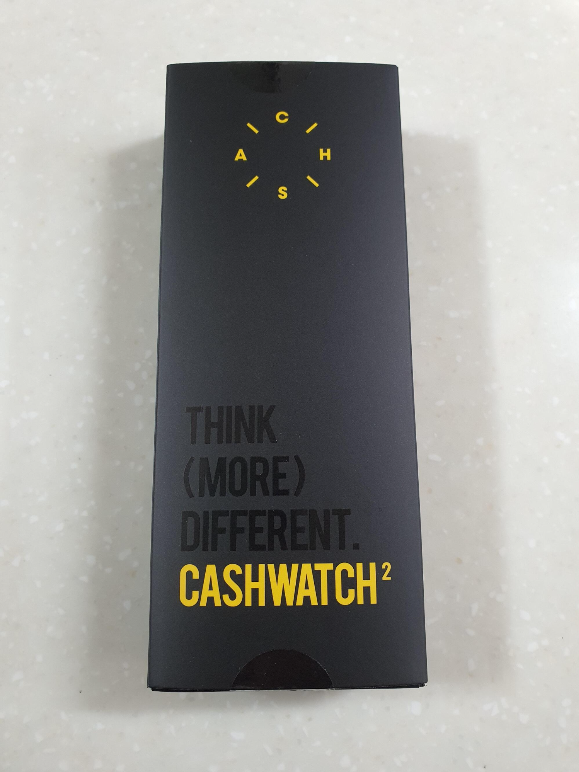 C
A H
S
THINK
(MORE)
DIFFERENT.
CASHWATCH²